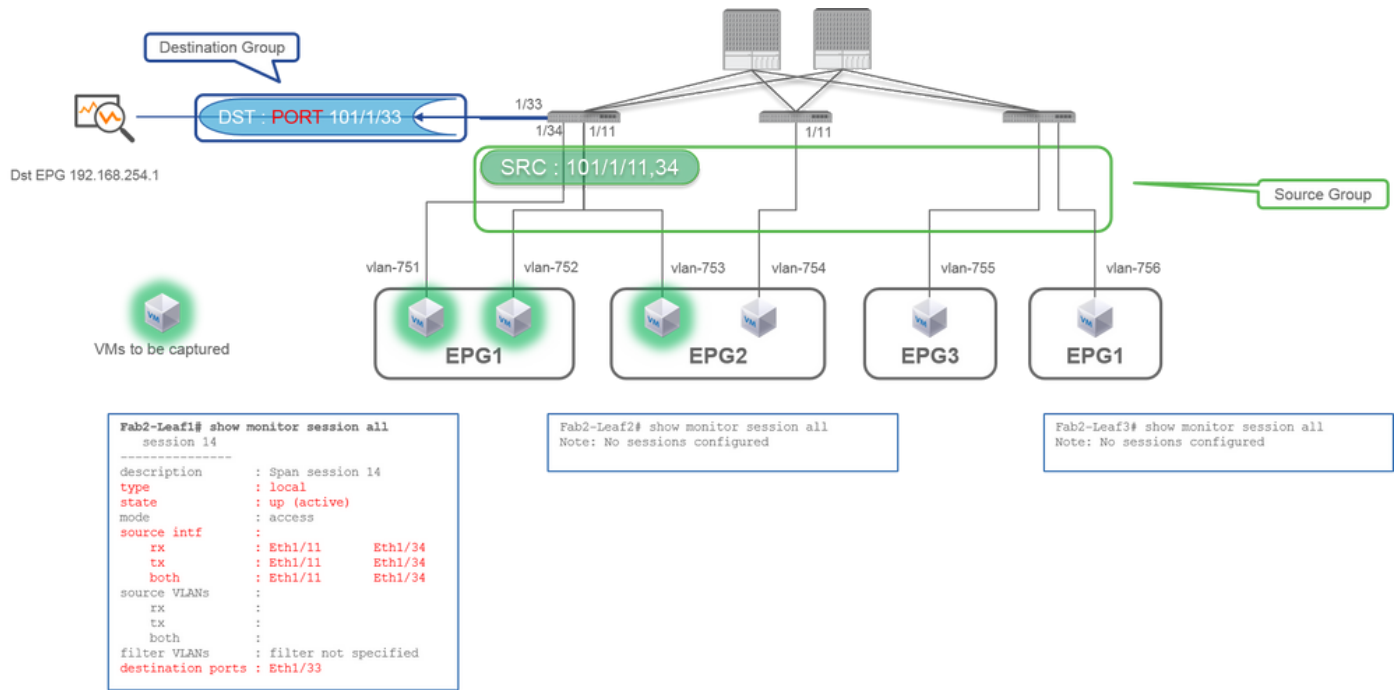 Destination Group
DST : PORT 101/1/33
1/33
1/34
1/11
1/11
Dst EPG 192.168.254.1
SRC : 101/1/11,34
Source Group
vlan-751
vlan-752
vlan-753
vlan-754
vlan-755
vlan-756
VM
VM
VM
VM
VM
VM
VM
VMs to be captured
EPG1
EPG2
EPG3
EPG1
Fab2-Leaf1# show monitor session all
session 14
---------------
description : Span session 14
type : local
state : up (active)
mode : access
source intf :
rx : Eth1/11 Eth1/34
tx : Eth1/11 Eth1/34
both : Eth1/11 Eth1/34
source VLANs :
rx :
tx :
both :
filter VLANs : filter not specified
destination ports : Eth1/33
Fab2-Leaf2# show monitor session all
Note: No sessions configured
Fab2-Leaf3# show monitor session all
Note: No sessions configured